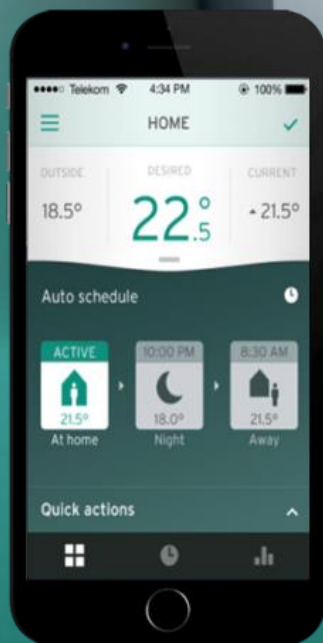 Telekom 4:34 PM 100%
HOME
OUTSIDE DESIRED CURRENT
18.5° 22.5° 21.5°
Auto schedule
ACTIVE 10:00 PM 8:30 AM
21.5° 18.0° 21.5°
At home Night Away
Quick actions